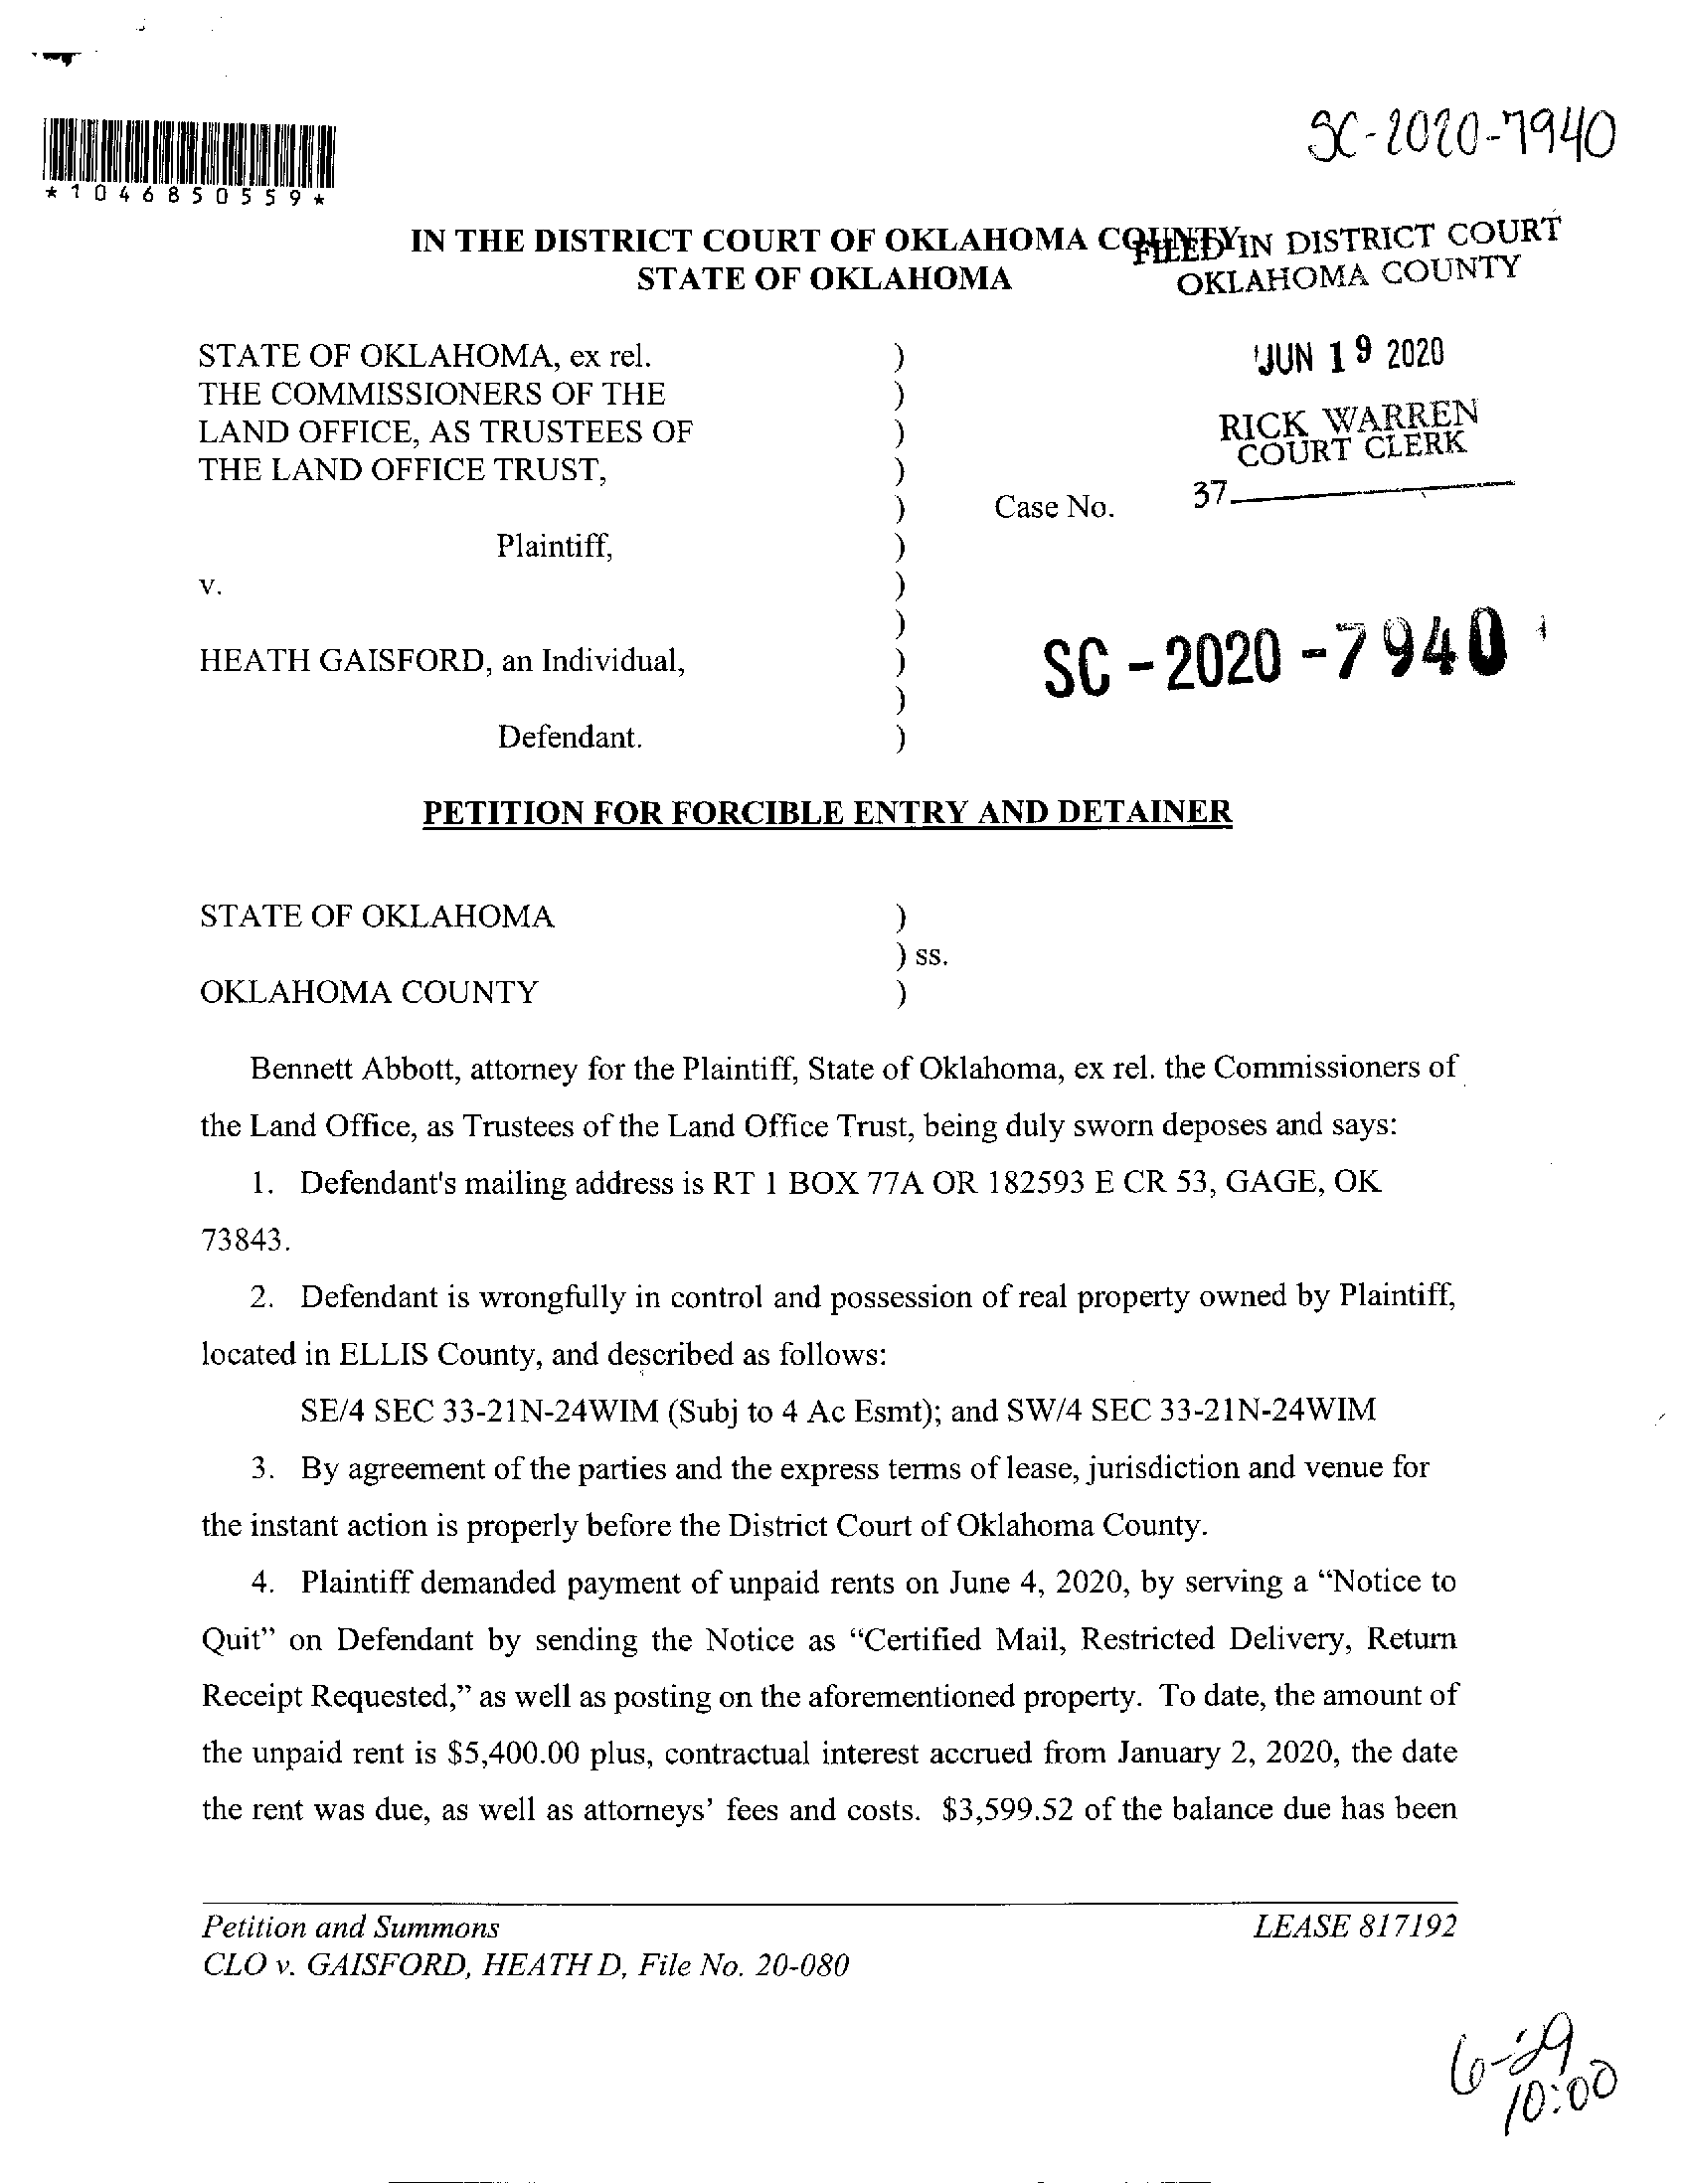 SC-2020-7940
*1046850559*
IN THE DISTRICT COURT OF OKLAHOMA COUNTY
STATE OF OKLAHOMA
FILED IN DISTRICT COURT
OKLAHOMA COUNTY
JUN 19 2020
RICK WARREN
COURT CLERK
37
STATE OF OKLAHOMA, ex rel. )
THE COMMISSIONERS OF THE )
LAND OFFICE, AS TRUSTEES OF )
THE LAND OFFICE TRUST, )
) Case No.
Plaintiff, )
v. )
)
HEATH GAISFORD, an Individual, )
)
Defendant. )
SC-2020-7940
PETITION FOR FORCIBLE ENTRY AND DETAINER
STATE OF OKLAHOMA )
) ss.
OKLAHOMA COUNTY )
Bennett Abbott, attorney for the Plaintiff, State of Oklahoma, ex rel. the Commissioners of
the Land Office, as Trustees of the Land Office Trust, being duly sworn deposes and says:
1. Defendant's mailing address is RT 1 BOX 77A OR 182593 E CR 53, GAGE, OK
73843.
2. Defendant is wrongfully in control and possession of real property owned by Plaintiff,
located in ELLIS County, and described as follows:
SE/4 SEC 33-21N-24WIM (Subj to 4 Ac Esmt); and SW/4 SEC 33-21N-24WIM
3. By agreement of the parties and the express terms of lease, jurisdiction and venue for
the instant action is properly before the District Court of Oklahoma County.
4. Plaintiff demanded payment of unpaid rents on June 4, 2020, by serving a “Notice to
Quit” on Defendant by sending the Notice as “Certified Mail, Restricted Delivery, Return
Receipt Requested,” as well as posting on the aforementioned property. To date, the amount of
the unpaid rent is $5,400.00 plus, contractual interest accrued from January 2, 2020, the date
the rent was due, as well as attorneys’ fees and costs. $3,599.52 of the balance due has been
Petition and Summons LEASE 817192
CLO v. GAISFORD, HEATH D, File No. 20-080
6-29
10:00